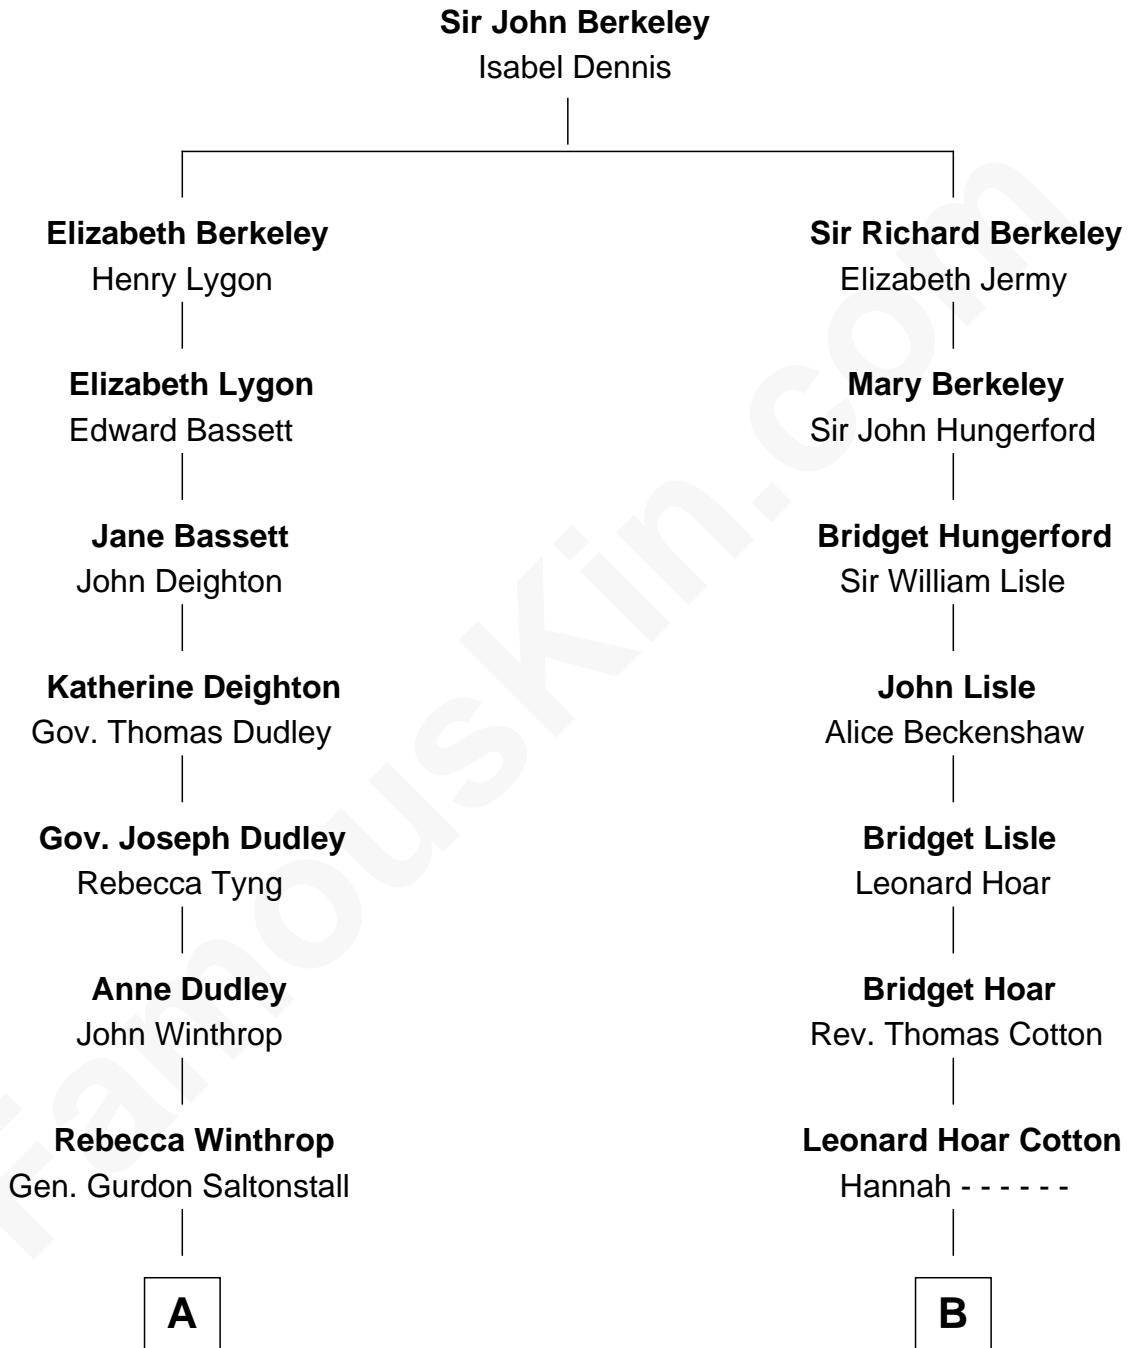 Sir John Berkeley
Isabel Dennis
Elizabeth Berkeley
Henry Lygon
Sir Richard Berkeley
Elizabeth Jermy
Elizabeth Lygon
Edward Bassett
Mary Berkeley
Sir John Hungerford
Jane Bassett
John Deighton
Bridget Hungerford
Sir William Lisle
Katherine Deighton
Gov. Thomas Dudley
John Lisle
Alice Beckenshaw
Gov. Joseph Dudley
Rebecca Tyng
Bridget Lisle
Leonard Hoar
Anne Dudley
John Winthrop
Bridget Hoar
Rev. Thomas Cotton
Rebecca Winthrop
Gen. Gurdon Saltonstall
Leonard Hoar Cotton
Hannah - - - - - -
A
B
FamousKin.com